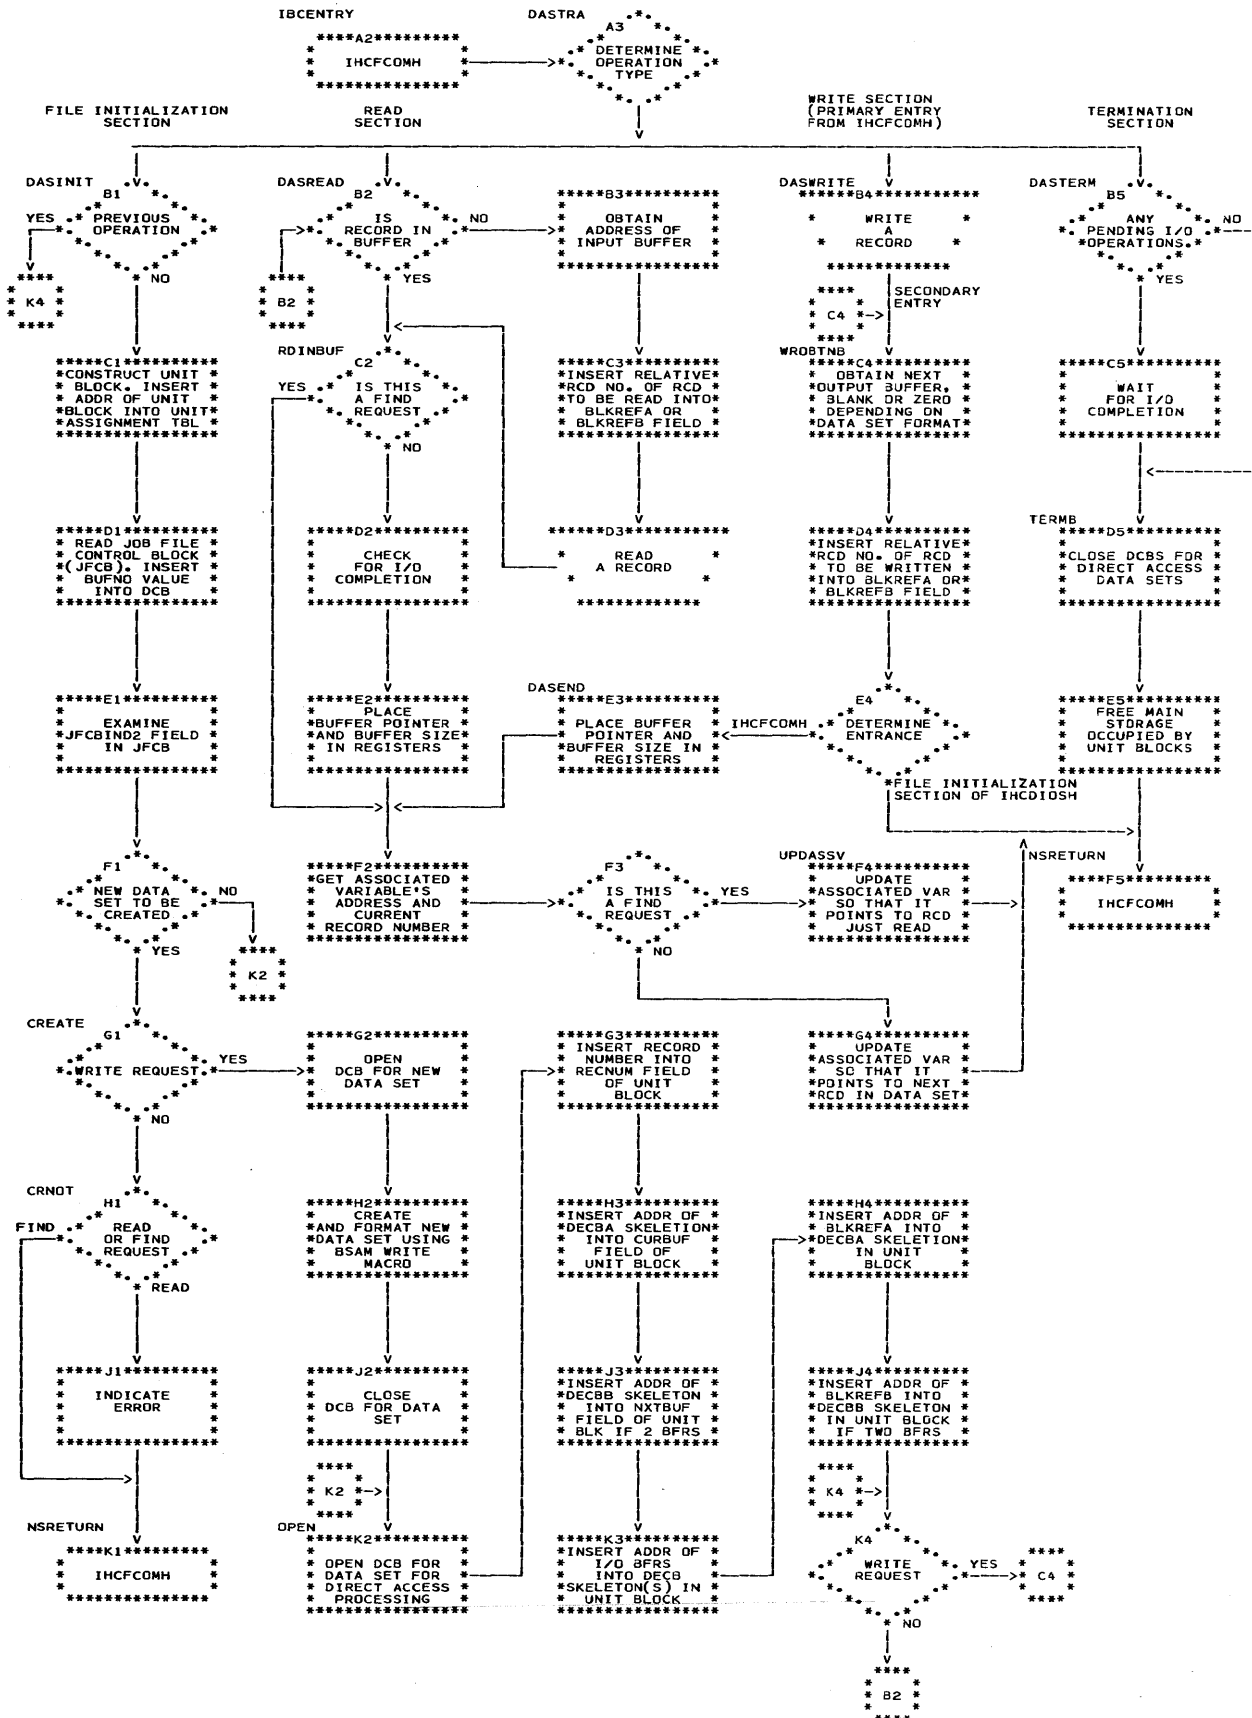 IBCENTRY
DASTRA
A2
IHCFCOMH
A3
DETERMINE
OPERATION
TYPE
FILE INITIALIZATION
SECTION
READ
SECTION
WRITE SECTION
(PRIMARY ENTRY
FROM IHCFCOMH)
TERMINATION
SECTION
DASINIT
B1
PREVIOUS
OPERATION
YES
NO
K4
DASREAD
B2
IS
RECORD IN
BUFFER
NO
YES
B2
B3
OBTAIN
ADDRESS OF
INPUT BUFFER
DASWRITE
B4
WRITE
A
RECORD
SECONDARY
ENTRY
C4
DASTERM
B5
ANY
PENDING I/O
OPERATIONS.
NO
YES
C1
CONSTRUCT UNIT
BLOCK. INSERT
ADDR OF UNIT
BLOCK INTO UNIT
ASSIGNMENT TBL
RDINBUF
C2
IS THIS
A FIND
REQUEST
YES
NO
C3
INSERT RELATIVE
RCD NO. OF RCD
TO BE READ INTO
BLKREFA OR
BLKREFB FIELD
WROBTNB
C4
OBTAIN NEXT
OUTPUT BUFFER,
BLANK OR ZERO
DEPENDING ON
DATA SET FORMAT
C5
WAIT
FOR I/O
COMPLETION
D1
READ JOB FILE
CONTROL BLOCK
(JFCB). INSERT
BUFNO VALUE
INTO DCB
D2
CHECK
FOR I/O
COMPLETION
D3
READ
A RECORD
D4
INSERT RELATIVE
RCD NO. OF RCD
TO BE WRITTEN
INTO BLKREFA OR
BLKREFB FIELD
TERMB
D5
CLOSE DCBS FOR
DIRECT ACCESS
DATA SETS
E1
EXAMINE
JFCBIND2 FIELD
IN JFCB
E2
PLACE
BUFFER POINTER
AND BUFFER SIZE
IN REGISTERS
DASEND
E3
PLACE BUFFER
POINTER AND
BUFFER SIZE IN
REGISTERS
IHCFCOMH
E4
DETERMINE
ENTRANCE
FILE INITIALIZATION
SECTION OF IHCDIOSH
E5
FREE MAIN
STORAGE
OCCUPIED BY
UNIT BLOCKS
F1
NEW DATA
SET TO BE
CREATED
NO
YES
K2
F2
GET ASSOCIATED
VARIABLE'S
ADDRESS AND
CURRENT
RECORD NUMBER
F3
IS THIS
A FIND
REQUEST
YES
NO
UPDASSV
F4
UPDATE
ASSOCIATED VAR
SO THAT IT
POINTS TO RCD
JUST READ
NSRETURN
F5
IHCFCOMH
CREATE
G1
WRITE REQUEST
YES
NO
G2
OPEN
DCB FOR NEW
DATA SET
G3
INSERT RECORD
NUMBER INTO
RECNUM FIELD
OF UNIT
BLOCK
G4
UPDATE
ASSOCIATED VAR
SO THAT IT
POINTS TO NEXT
RCD IN DATA SET
CRNOT
H1
READ
OR FIND
REQUEST
FIND
READ
H2
CREATE
AND FORMAT NEW
DATA SET USING
BSAM WRITE
MACRO
H3
INSERT ADDR OF
DECBA SKELETION
INTO CURBUF
FIELD OF
UNIT BLOCK
H4
INSERT ADDR OF
BLKREFA INTO
DECBA SKELETION
IN UNIT
BLOCK
J1
INDICATE
ERROR
J2
CLOSE
DCB FOR DATA
SET
J3
INSERT ADDR OF
DECBB SKELETON
INTO NXTBUF
FIELD OF UNIT
BLK IF 2 BFRS
J4
INSERT ADDR OF
BLKREFB INTO
DECBB SKELETON
IN UNIT BLOCK
IF TWO BFRS
K2
K4
NSRETURN
K1
IHCFCOMH
OPEN
K2
OPEN DCB FOR
DATA SET FOR
DIRECT ACCESS
PROCESSING
K3
INSERT ADDR OF
I/O BFRS
INTO DECB
SKELETON(S) IN
UNIT BLOCK
K4
WRITE
REQUEST
YES
C4
NO
B2